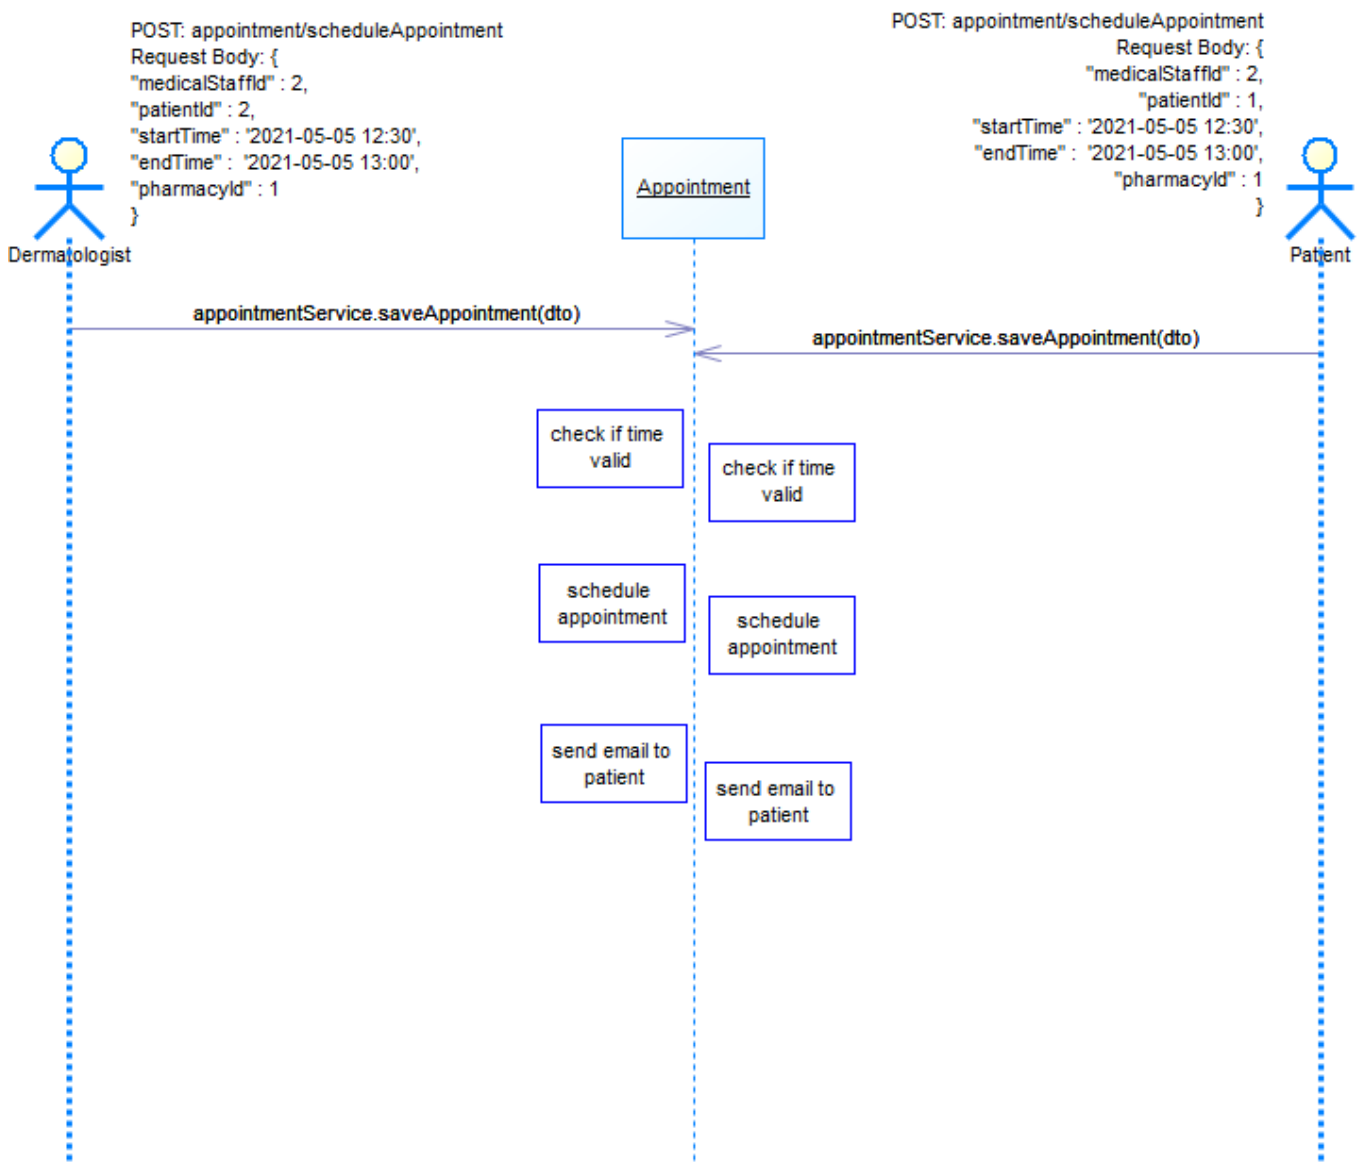 POST: appointment/scheduleAppointment
Request Body: {
"medicalStaffId" : 2,
"patientId" : 2,
"startTime" : '2021-05-05 12:30',
"endTime" :  '2021-05-05 13:00',
"pharmacyId" : 1
}
POST: appointment/scheduleAppointment
Request Body: {
"medicalStaffId" : 2,
"patientId" : 1,
"startTime" : '2021-05-05 12:30',
"endTime" :  '2021-05-05 13:00',
"pharmacyId" : 1
}
Appointment
Dermatologist
Patient
appointmentService.saveAppointment(dto)
appointmentService.saveAppointment(dto)
check if time
valid
check if time
valid
schedule
appointment
schedule
appointment
send email to
patient
send email to
patient